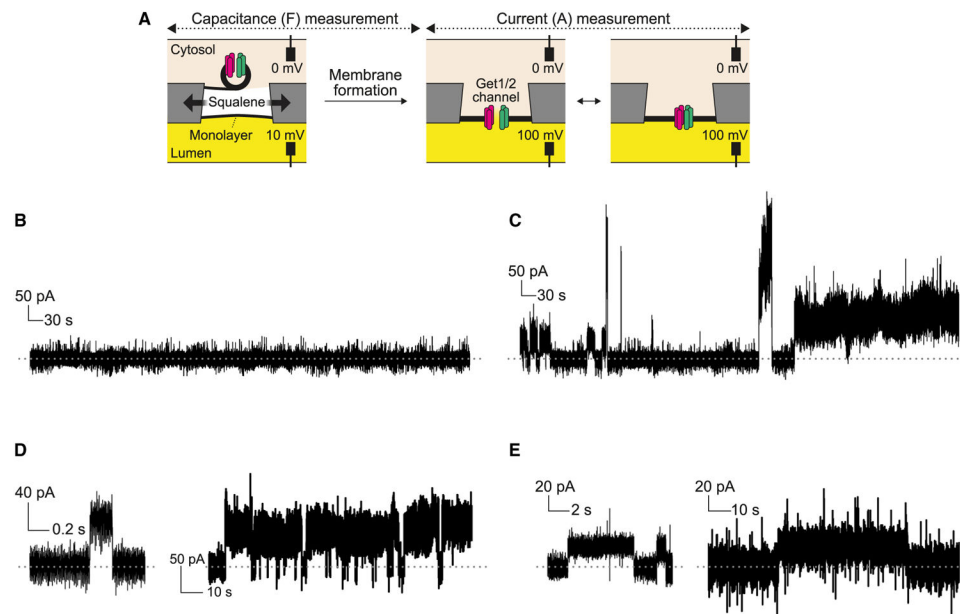 A
Capacitance (F) measurement
Current (A) measurement
Cytosol
0 mV
Squalene
Monolayer
10 mV
Lumen
Membrane
formation
0 mV
Get1/2
channel
100 mV
0 mV
100 mV
B
50 pA
30 s
C
50 pA
30 s
D
40 pA
0.2 s
50 pA
10 s
E
20 pA
2 s
20 pA
10 s